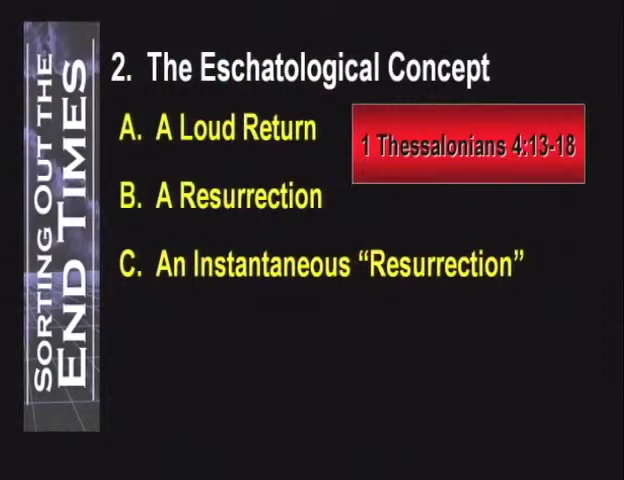 SORTING OUT THE
END TIMES
2. The Eschatological Concept
A. A Loud Return
1 Thessalonians 4:13-18
B. A Resurrection
C. An Instantaneous “Resurrection”